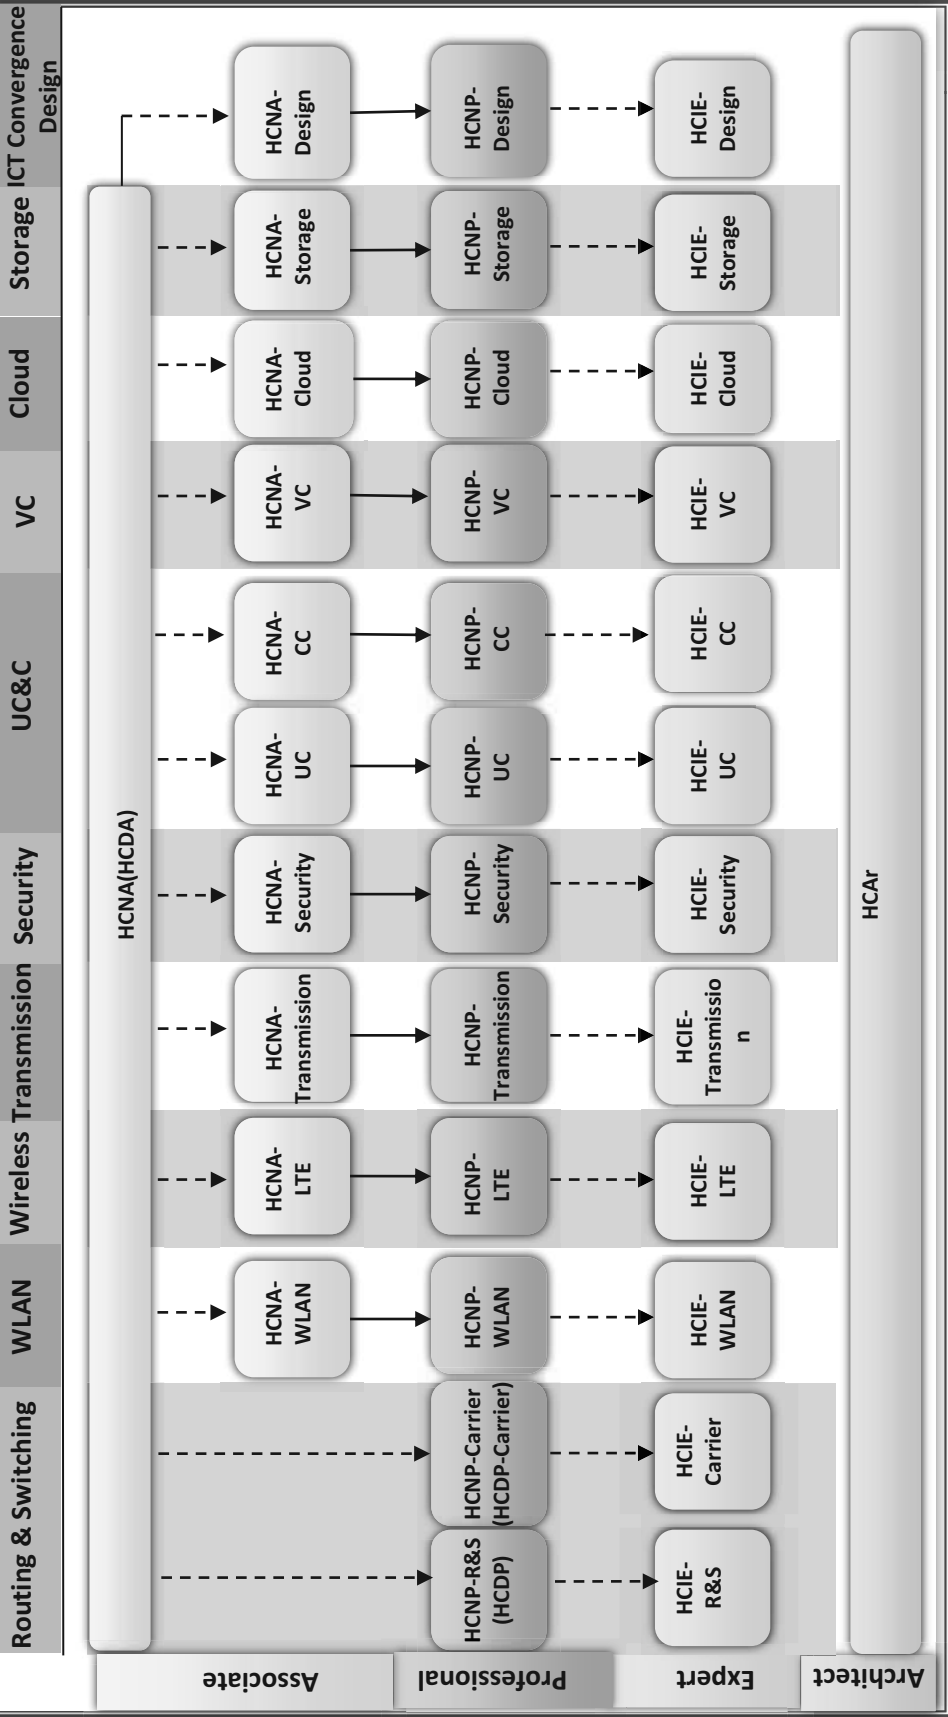 Routing & Switching
WLAN
Wireless
Transmission
Security
UC&C
VC
Cloud
Storage
ICT Convergence
Design
Associate
HCNA(HCDA)
HCNA-
WLAN
HCNA-
LTE
HCNA-
Transmission
HCNA-
Security
HCNA-
UC
HCNA-
CC
HCNA-
VC
HCNA-
Cloud
HCNA-
Storage
HCNA-
Design
Professional
HCNP-R&S
(HCDP)
HCNP-Carrier
(HCDP-Carrier)
HCNP-
WLAN
HCNP-
LTE
HCNP-
Transmission
HCNP-
Security
HCNP-
UC
HCNP-
CC
HCNP-
VC
HCNP-
Cloud
HCNP-
Storage
HCNP-
Design
Expert
HCIE-
R&S
HCIE-
Carrier
HCIE-
WLAN
HCIE-
LTE
HCIE-
Transmissio
n
HCIE-
Security
HCIE-
UC
HCIE-
CC
HCIE-
VC
HCIE-
Cloud
HCIE-
Storage
HCIE-
Design
Architect
HCAr